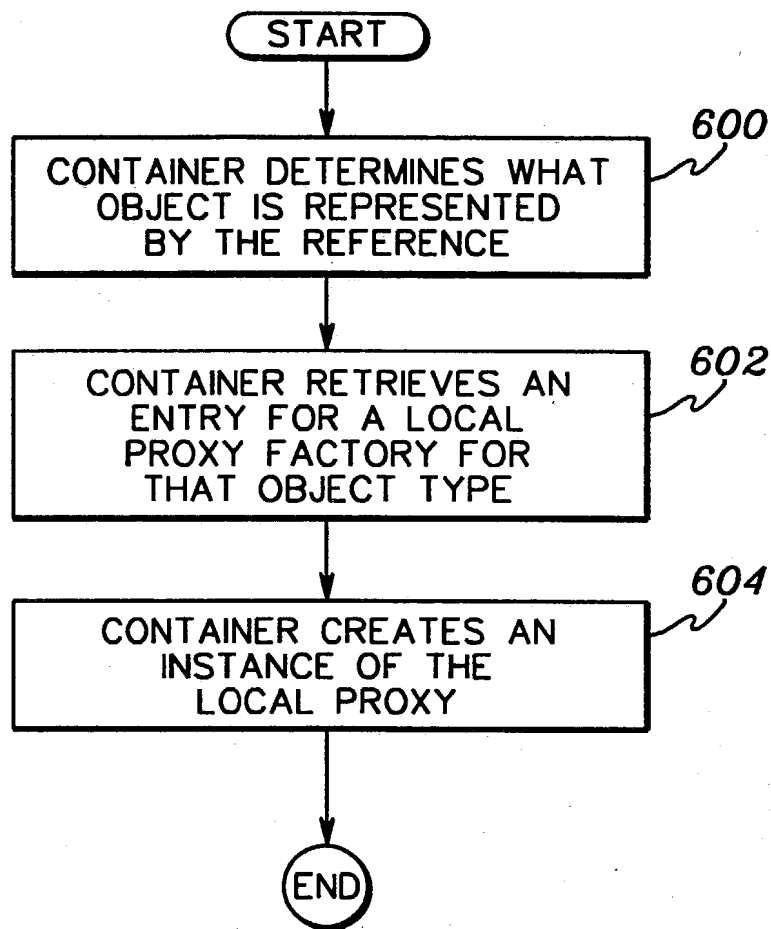 START
600
CONTAINER DETERMINES WHAT
OBJECT IS REPRESENTED
BY THE REFERENCE
602
CONTAINER RETRIEVES AN
ENTRY FOR A LOCAL
PROXY FACTORY FOR
THAT OBJECT TYPE
604
CONTAINER CREATES AN
INSTANCE OF THE
LOCAL PROXY
END